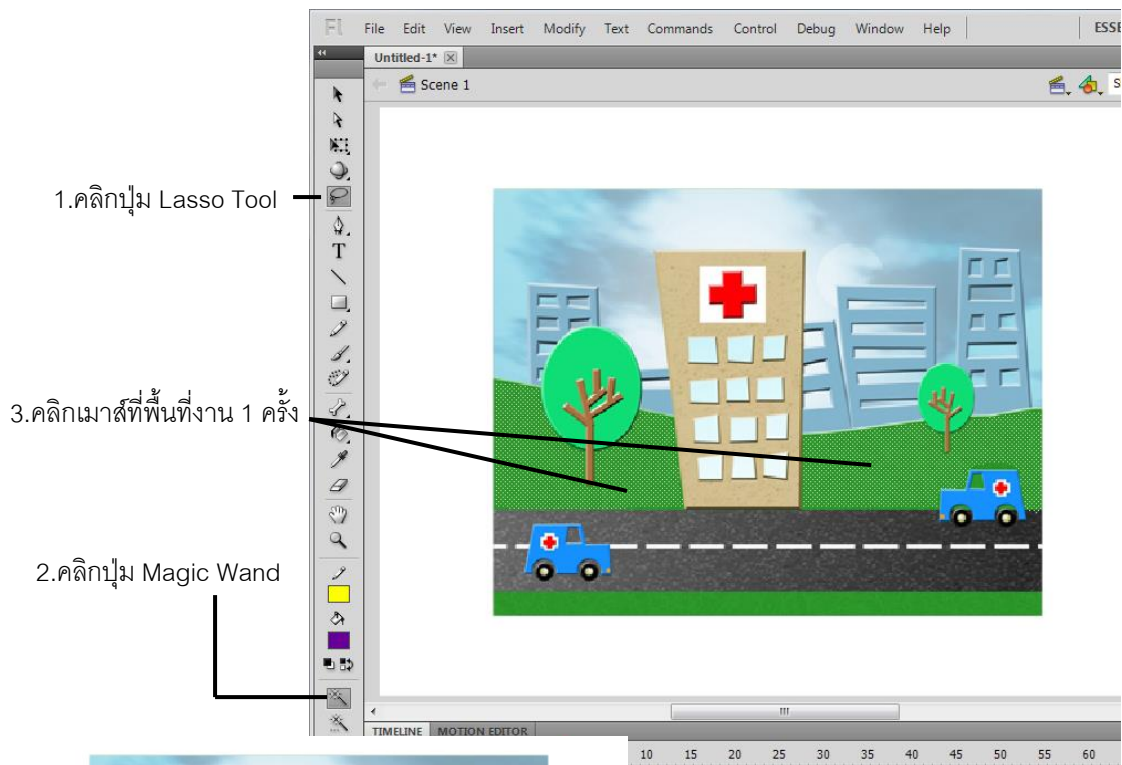 Fl File Edit View Insert Modify Text Commands Control Debug Window Help ESSE
Untitled-1*
Scene 1
S
1.คลิกปุ่ม Lasso Tool
T
3.คลิกเมาส์ที่พื้นที่งาน 1 ครั้ง
2.คลิกปุ่ม Magic Wand
TIMELINE MOTION EDITOR
10 15 20 25 30 35 40 45 50 55 60